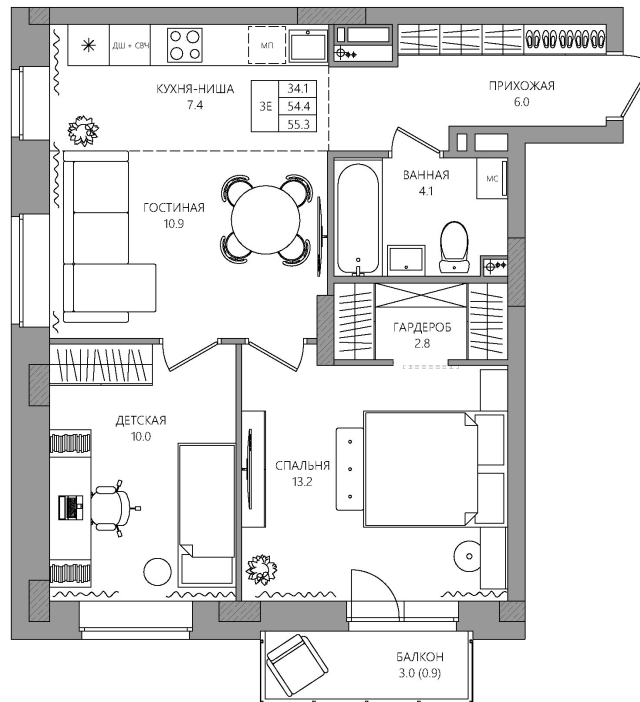 ДШ + СВЧ
МП
КУХНЯ-НИША
7.4
3Е
34.1
54.4
55.3
ПРИХОЖАЯ
6.0
ВАННАЯ
4.1
МС
ГОСТИНАЯ
10.9
ГАРДЕРОБ
2.8
ДЕТСКАЯ
10.0
СПАЛЬНЯ
13.2
БАЛКОН
3.0 (0.9)